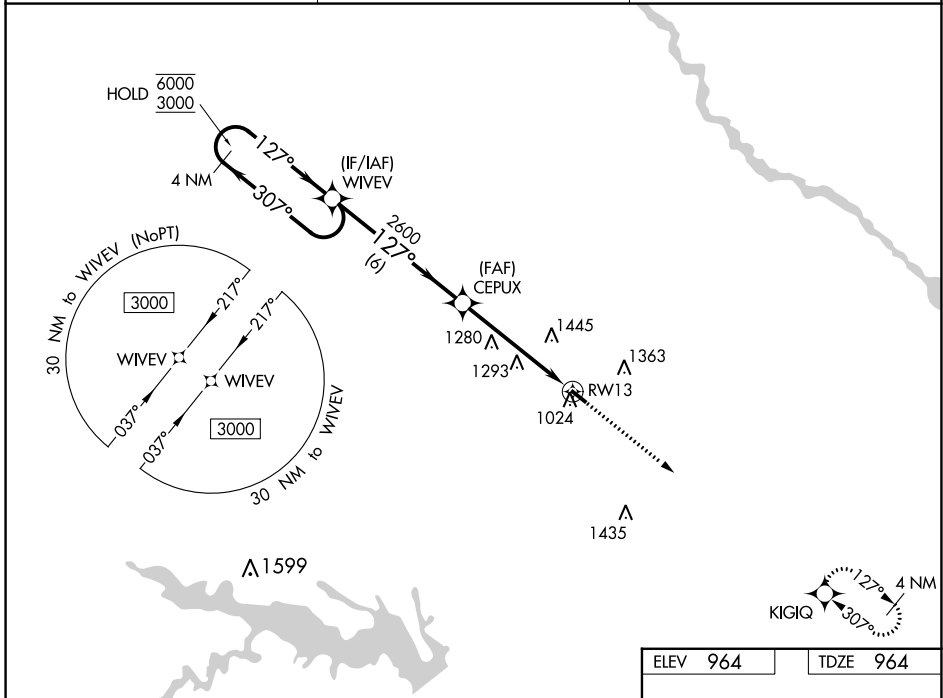 HOLD 6000
3000
127°
4 NM
307°
(IF/IAF)
WIVEV
2600
127°
(6)
(FAF)
CEPUX
30 NM to WIVEV (NoPT)
3000
217°
217°
WIVEV
WIVEV
037°
037°
3000
30 NM to WIVEV
1280
1445
1293
1363
RW13
1024
1435
1599
127°
4 NM
KIGIQ
307°
ELEV 964
TDZE 964